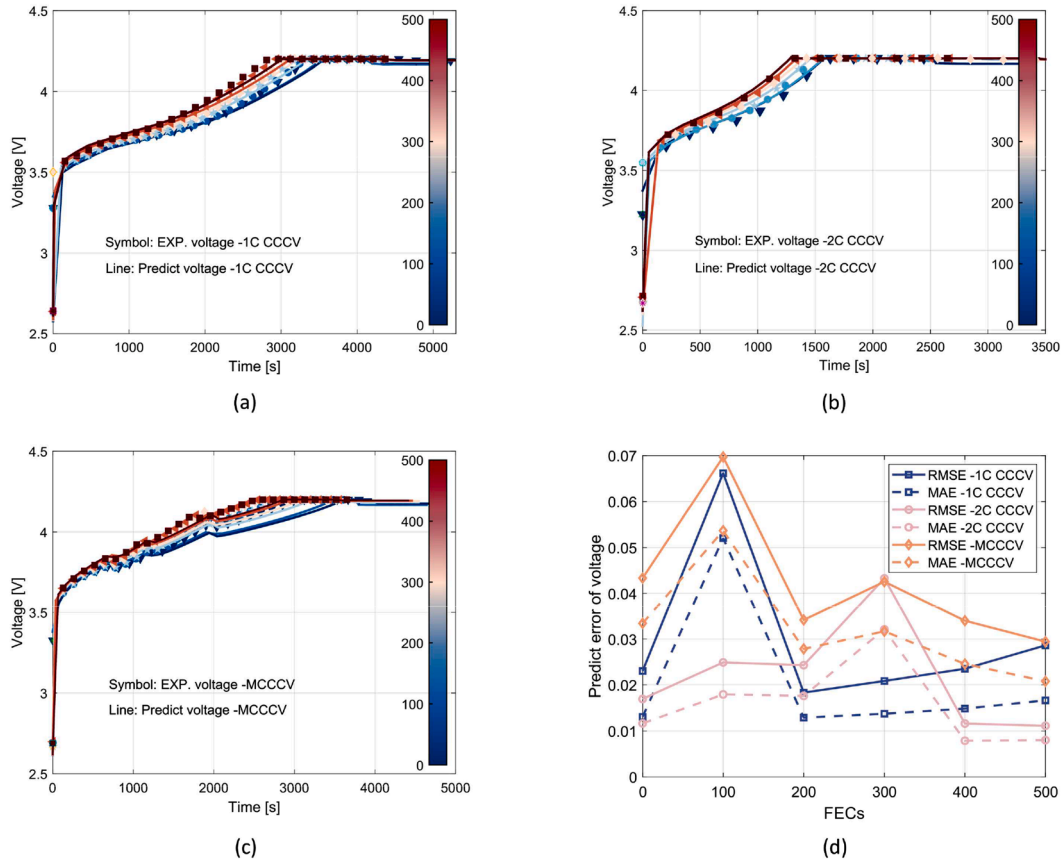 4.5
4
3.5
3
2.5
Voltage [V]
0
1000
2000
3000
4000
5000
Time [s]
Symbol: EXP. voltage -1C CCCV
Line: Predict voltage -1C CCCV
500
400
300
200
100
0
(a)
4.5
4
3.5
3
2.5
Voltage [V]
0
500
1000
1500
2000
2500
3000
3500
Time [s]
Symbol: EXP. voltage -2C CCCV
Line: Predict voltage -2C CCCV
500
400
300
200
100
0
(b)
4.5
4
3.5
3
2.5
Voltage [V]
0
1000
2000
3000
4000
5000
Time [s]
Symbol: EXP. voltage -MCCCV
Line: Predict voltage -MCCCV
500
400
300
200
100
0
(c)
0.07
0.06
0.05
0.04
0.03
0.02
0.01
0
Predict error of voltage
0
100
200
300
400
500
FECs
RMSE -1C CCCV
MAE -1C CCCV
RMSE -2C CCCV
MAE -2C CCCV
RMSE -MCCCV
MAE -MCCCV
(d)